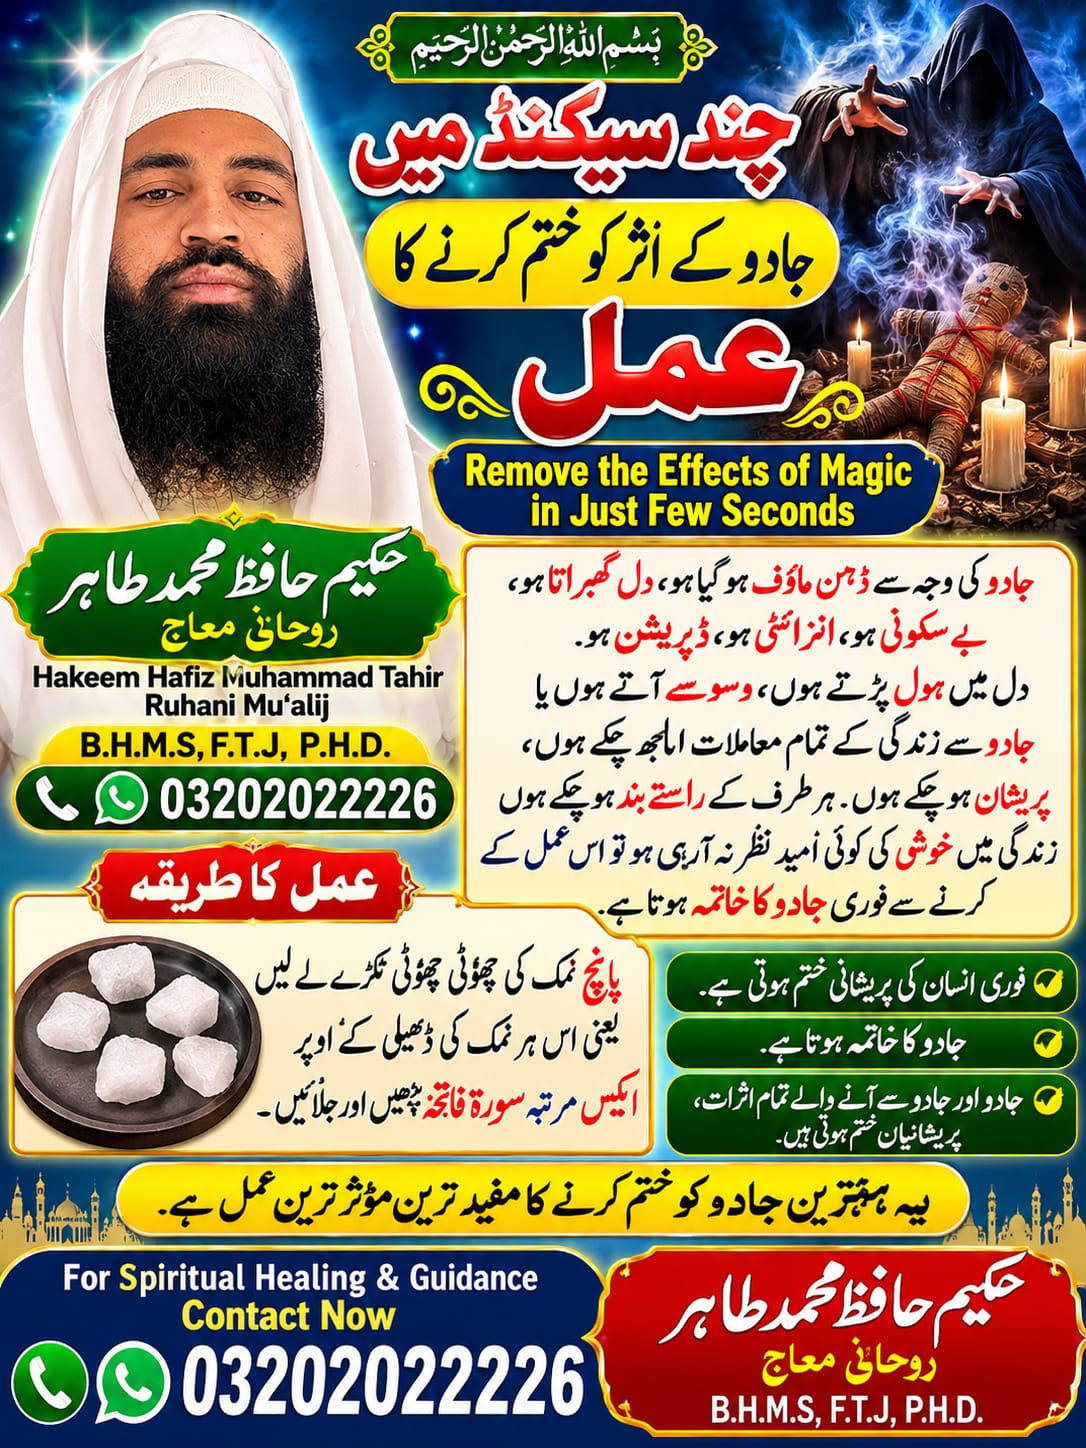 بَسْمِ اللهِ الرَّحْمٰنِ الرَّحِيْمِ
چند سیکنڈ میں
جادو کے اثر کو ختم کرنے کا
عمل
Remove the Effects of Magic
in Just Few Seconds
حکیم حافظ محمد طاہر
روحانی معاج
Hakeem Hafiz Muhammad Tahir
Ruhani Mu‘alij
B.H.M.S, F.T.J, P.H.D.
03202022226
جادو کی وجہ سے ذہن ماؤف ہو گیا ہو، دل گھبراتا ہو،
بے سکونی ہو، انزائٹی ہو، ڈپریشن ہو.
دل میں ہول پڑتے ہوں، وسوسے آتے ہوں یا
جادو سے زندگی کے تمام معاملات الجھ چکے ہوں،
پریشان ہو چکے ہوں. ہر طرف کے راستے بند ہو چکے ہوں
زندگی میں خوشی کی کوئی اُمید نظر نہ آ رہی ہو تو اس عمل کے
کرنے سے فوری جادو کا خاتمہ ہوتا ہے.
عمل کا طریقہ
پانچ نمک کی چھوٹی چھوٹی ٹکڑے لے لیں
یعنی اس ہر نمک کی ڈھیلی کے اوپر
ایکس مرتبہ سورۃ فاتحہ پڑھیں اور جلائیں۔
فوری انسان کی پریشانی ختم ہوتی ہے.
جادو کا خاتمہ ہوتا ہے.
جادو اور جادو سے آنے والے تمام اثرات،
پریشانیان ختم ہوتی ہیں.
یہ بہترین جادو کو ختم کرنے کا مفید ترین مؤثر ترین عمل ہے.
For Spiritual Healing & Guidance
Contact Now
03202022226
حکیم حافظ محمد طاہر
روحانی معاج
B.H.M.S, F.T.J, P.H.D.